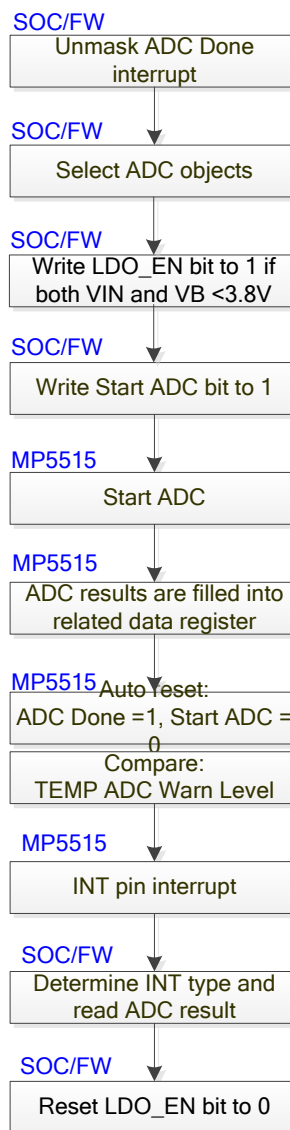 SOC/FW
Unmask ADC Done
interrupt
SOC/FW
Select ADC objects
SOC/FW
Write LDO_EN bit to 1 if
both VIN and VB <3.8V
SOC/FW
Write Start ADC bit to 1
MP5515
Start ADC
MP5515
ADC results are filled into
related data register
MP5515
Auto reset:
ADC Done =1, Start ADC =
0
Compare:
TEMP ADC Warn Level
MP5515
INT pin interrupt
SOC/FW
Determine INT type and
read ADC result
SOC/FW
Reset LDO_EN bit to 0